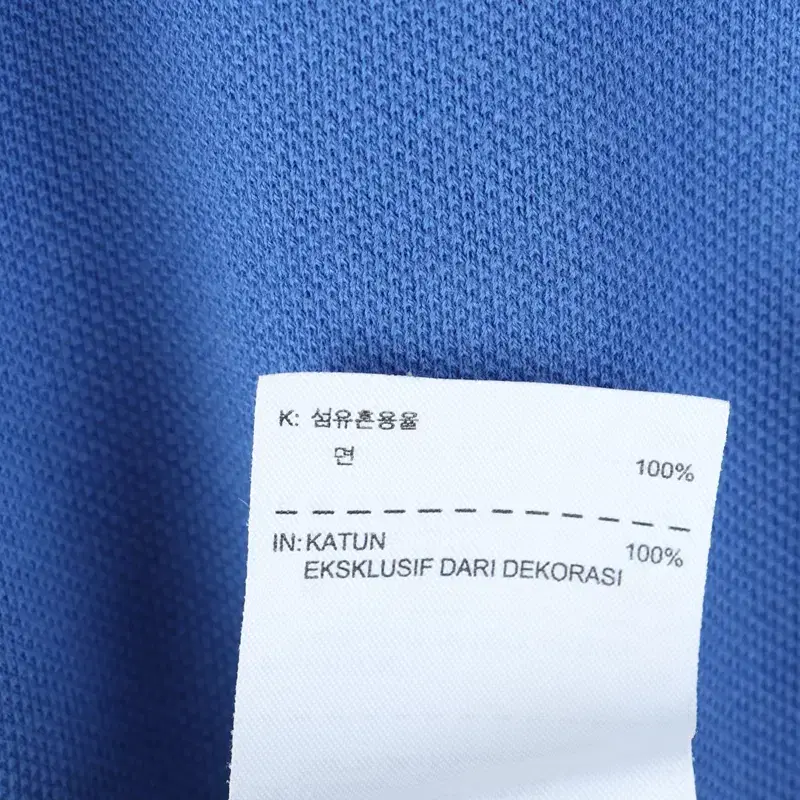 K: 섬유혼용율
면 100%
IN: KATUN 100%
EKSKLUSIF DARI DEKORASI